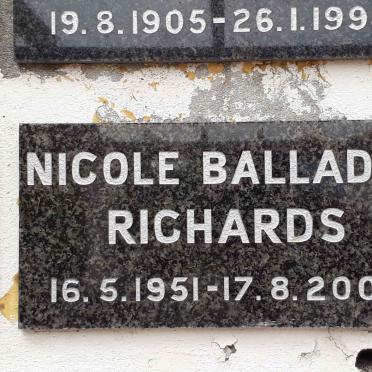 19.8.1905-26.1.199
NICOLE BALLAD
RICHARDS
16.5.1951-17.8.200